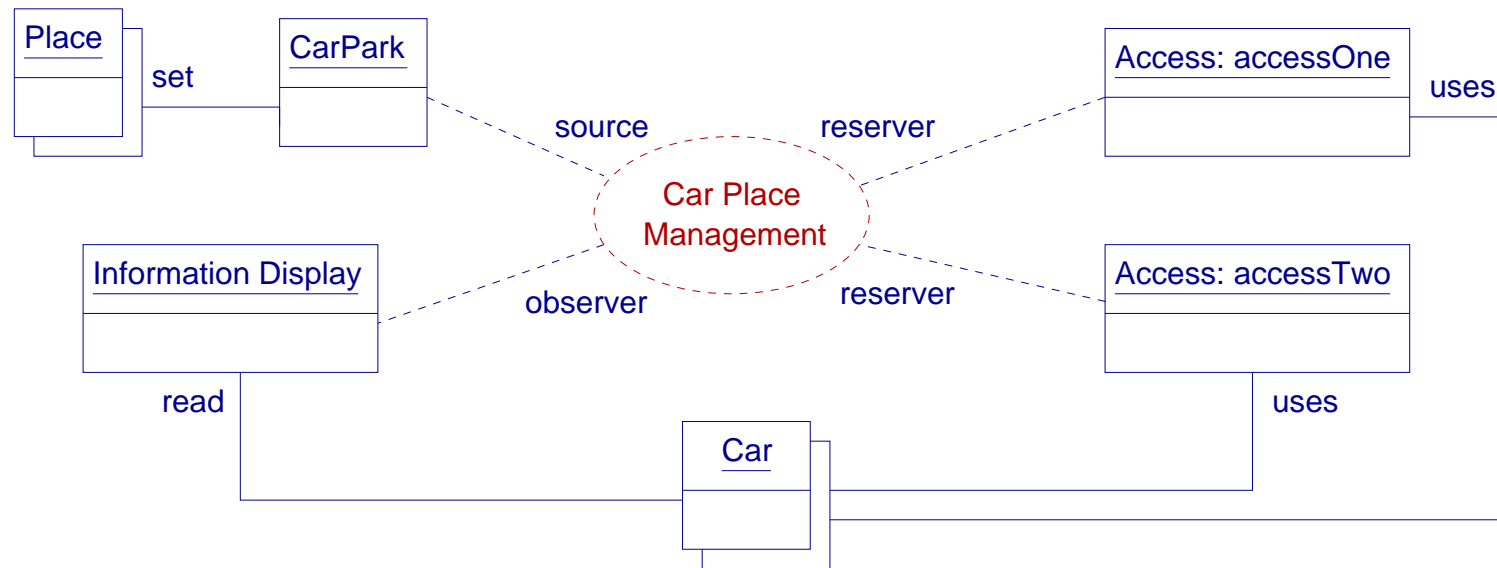 Place
CarPark
Access: accessOne
set
uses
source
reserver
Car Place
Management
Information Display
Access: accessTwo
observer
reserver
read
uses
Car